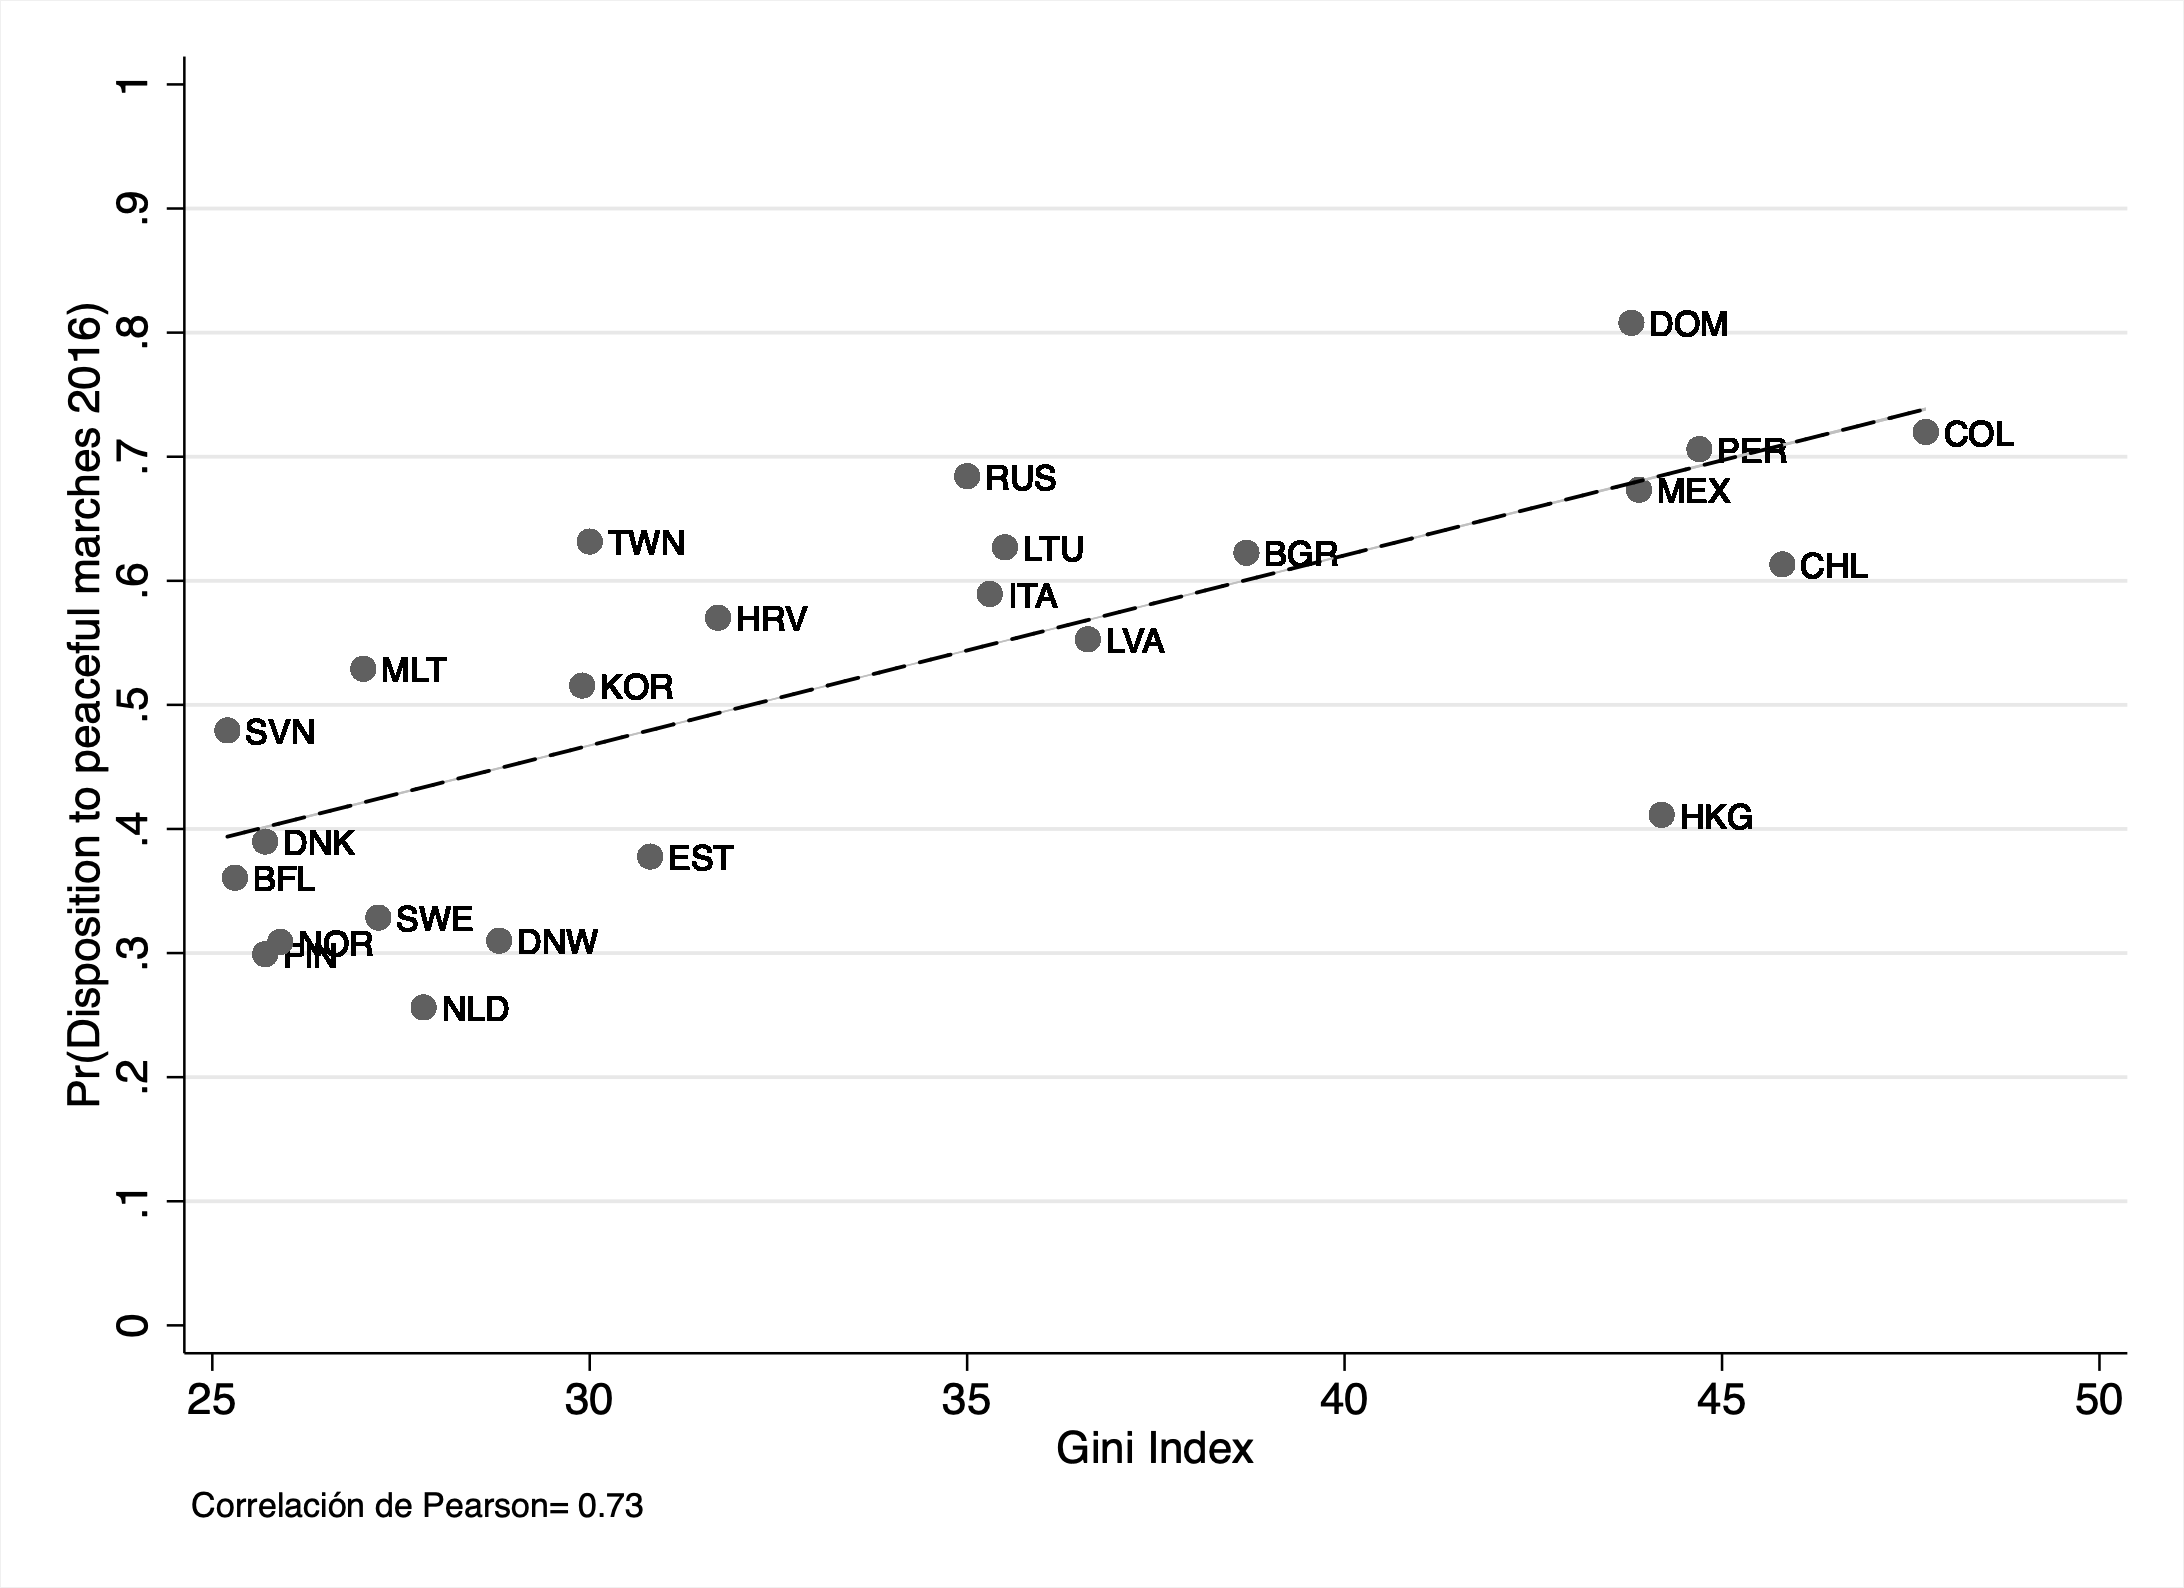 Pr(Disposition to peaceful marches 2016)
1
.9
.8
.7
.6
.5
.4
.3
.2
.1
0
DOM
COL
PER
RUS
MEX
TWN
LTU
BGR
CHL
ITA
HRV
LVA
MLT
KOR
SVN
HKG
DNK
EST
BFL
SWE
NOR
DNW
FIN
NLD
25 30 35 40 45 50
Gini Index
Correlación de Pearson= 0.73